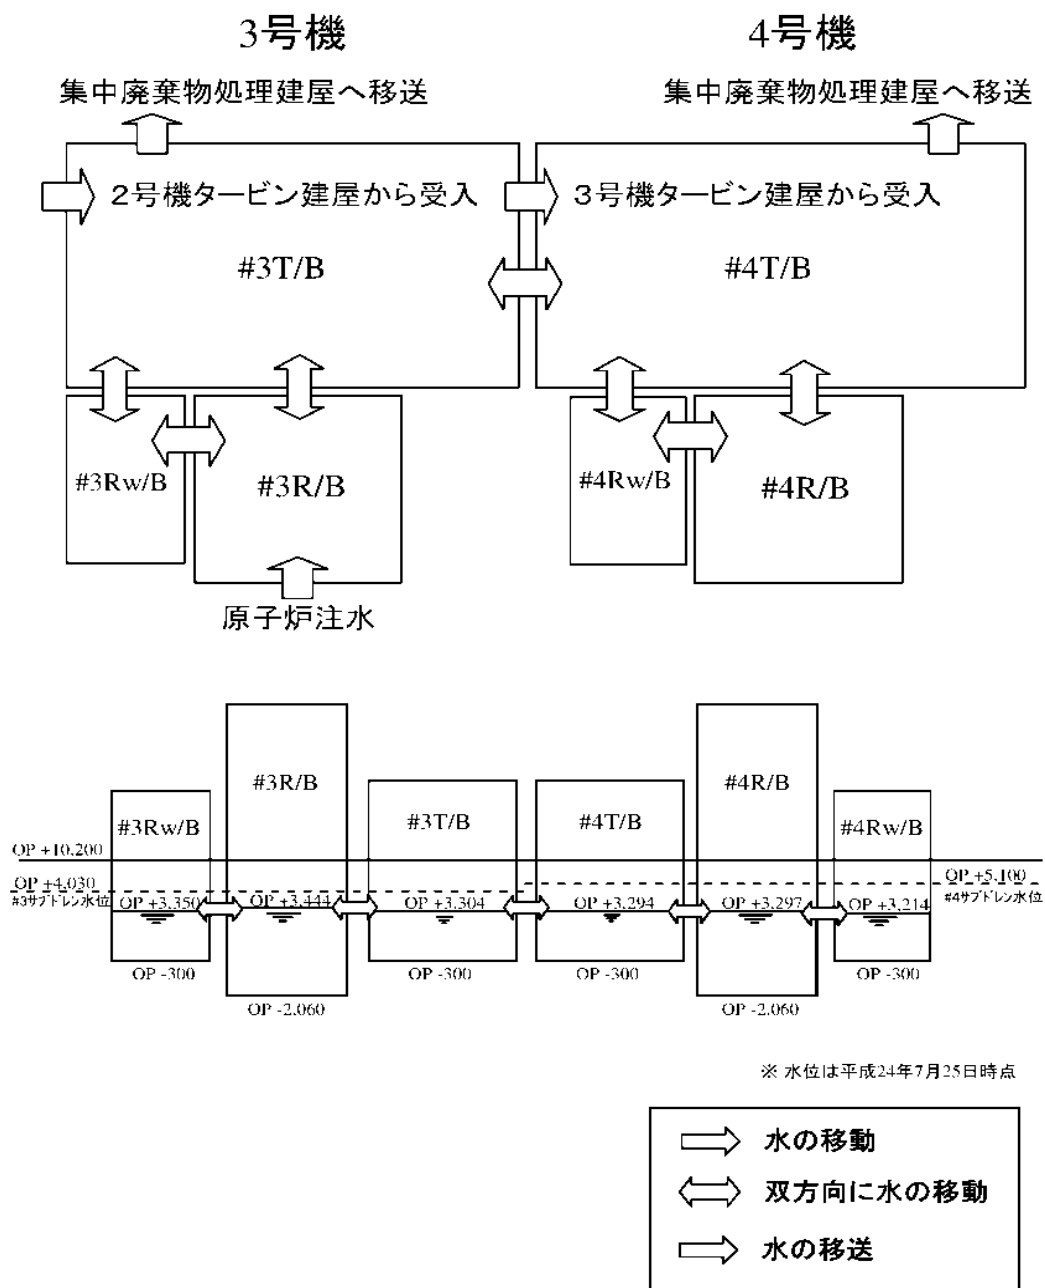 3号機 4号機
集中廃棄物処理建屋へ移送 集中廃棄物処理建屋へ移送
2号機タービン建屋から受入 3号機タービン建屋から受入
#3T/B #4T/B
#3Rw/B #3R/B #4Rw/B #4R/B
原子炉注水
#3R/B #4R/B
#3Rw/B #3T/B #4T/B #4Rw/B
OP +10,200
OP +4,030 OP +5,100
#3サブドレン水位 OP +3,350 OP +3,444 OP +3,304 OP +3,294 OP +3,297 OP +3,214 #4サブドレン水位
OP -300 OP -300 OP -300 OP -300
OP -2,060 OP -2,060
※ 水位は平成24年7月25日時点
水の移動
双方向に水の移動
水の移送